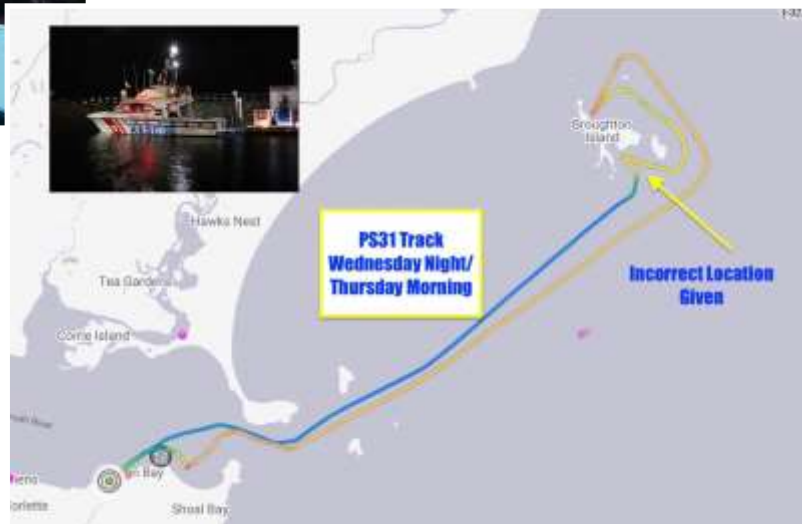 Broughton
Island
Hawks Nest
PS31 Track
Wednesday Night/
Thursday Morning
Incorrect Location
Given
Tea Gardens
Corrie Island
Bay
Shoal Bay